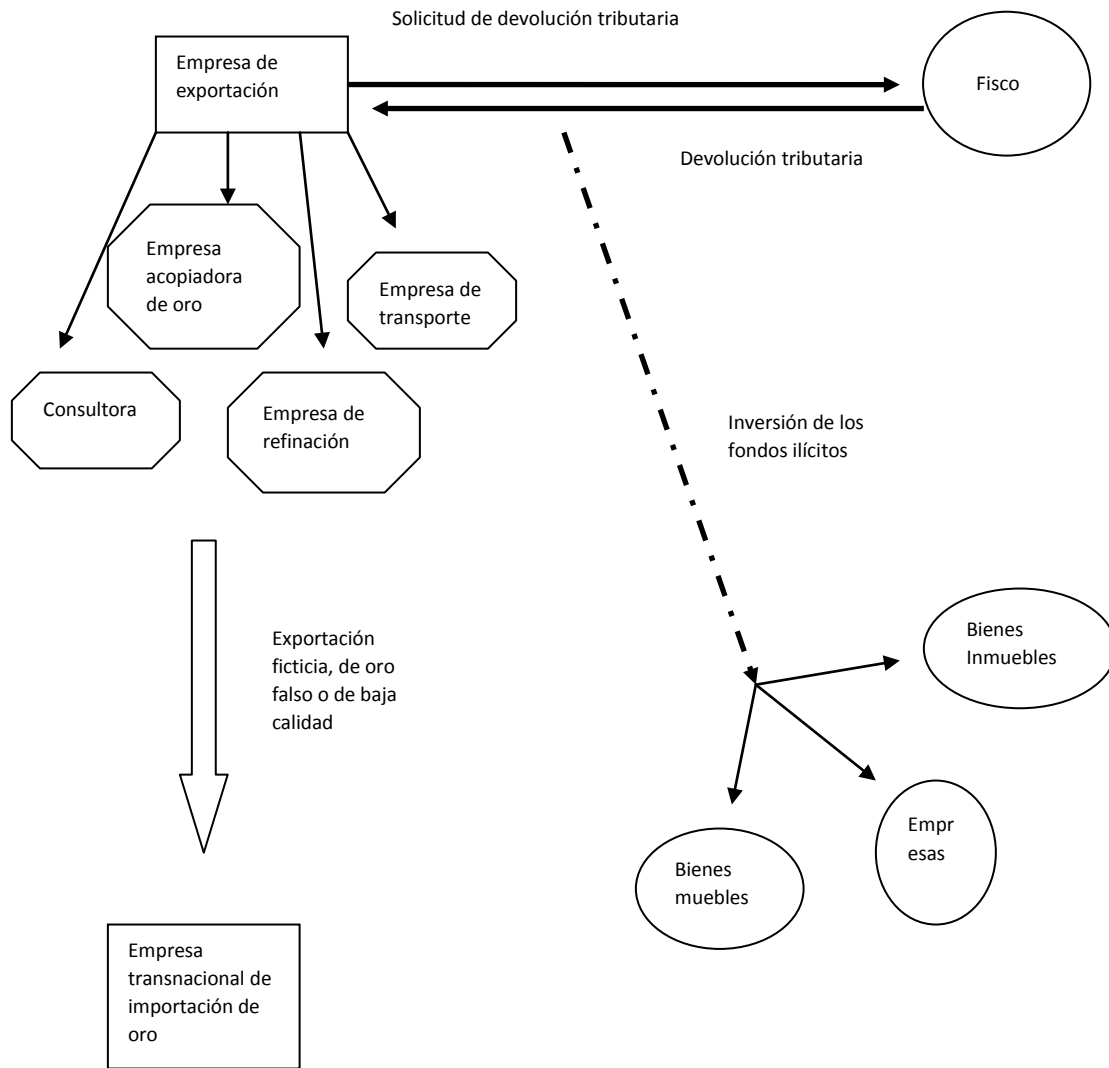 Solicitud de devolución tributaria
Empresa de
exportación
Fisco
Devolución tributaria
Empresa
acopiadora
de oro
Empresa de
transporte
Consultora
Empresa de
refinación
Inversión de los
fondos ilícitos
Exportación
ficticia, de oro
falso o de baja
calidad
Bienes
Inmuebles
Empr
esas
Bienes
muebles
Empresa
transnacional de
importación de
oro